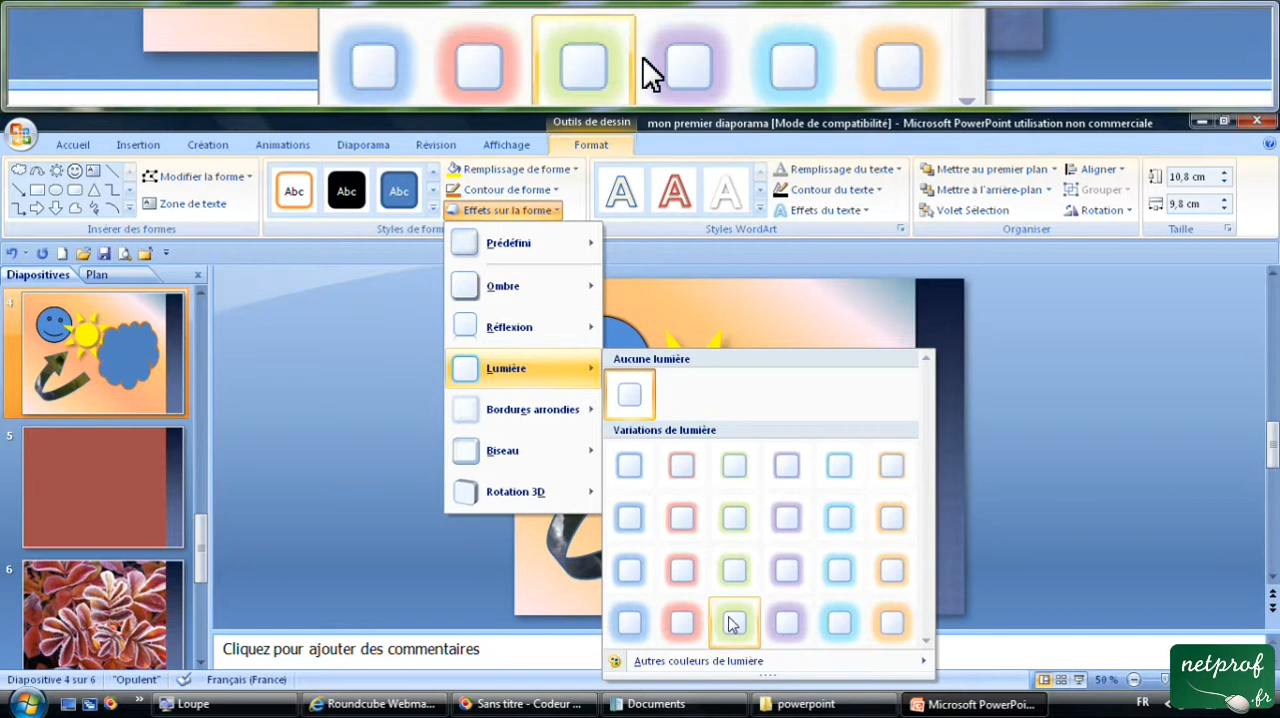 Outils de dessin
mon premier diaporama [Mode de compatibilité] - Microsoft PowerPoint utilisation non commerciale
Accueil
Insertion
Création
Animations
Diaporama
Révision
Affichage
Format
Modifier la forme
Zone de texte
Insérer des formes
Abc
Abc
Abc
Remplissage de forme
Contour de forme
Effets sur la forme
Styles de for
A
A
A
Remplissage du texte
Contour du texte
Effets du texte
Styles WordArt
Mettre au premier plan
Mettre à l'arrière-plan
Volet Sélection
Aligner
Grouper
Rotation
Organiser
10,8 cm
9,8 cm
Taille
Diapositives
Plan
4
5
6
Prédéfini
Ombre
Réflexion
Lumière
Bordures arrondies
Biseau
Rotation 3D
Aucune lumière
Variations de lumière
Autres couleurs de lumière
Cliquez pour ajouter des commentaires
Diapositive 4 sur 6
"Opulent"
Français (France)
50 %
Loupe
Roundcube Webma...
Sans titre - Codeur ...
Documents
powerpoint
Microsoft PowerPoi...
FR
netprof
.fr